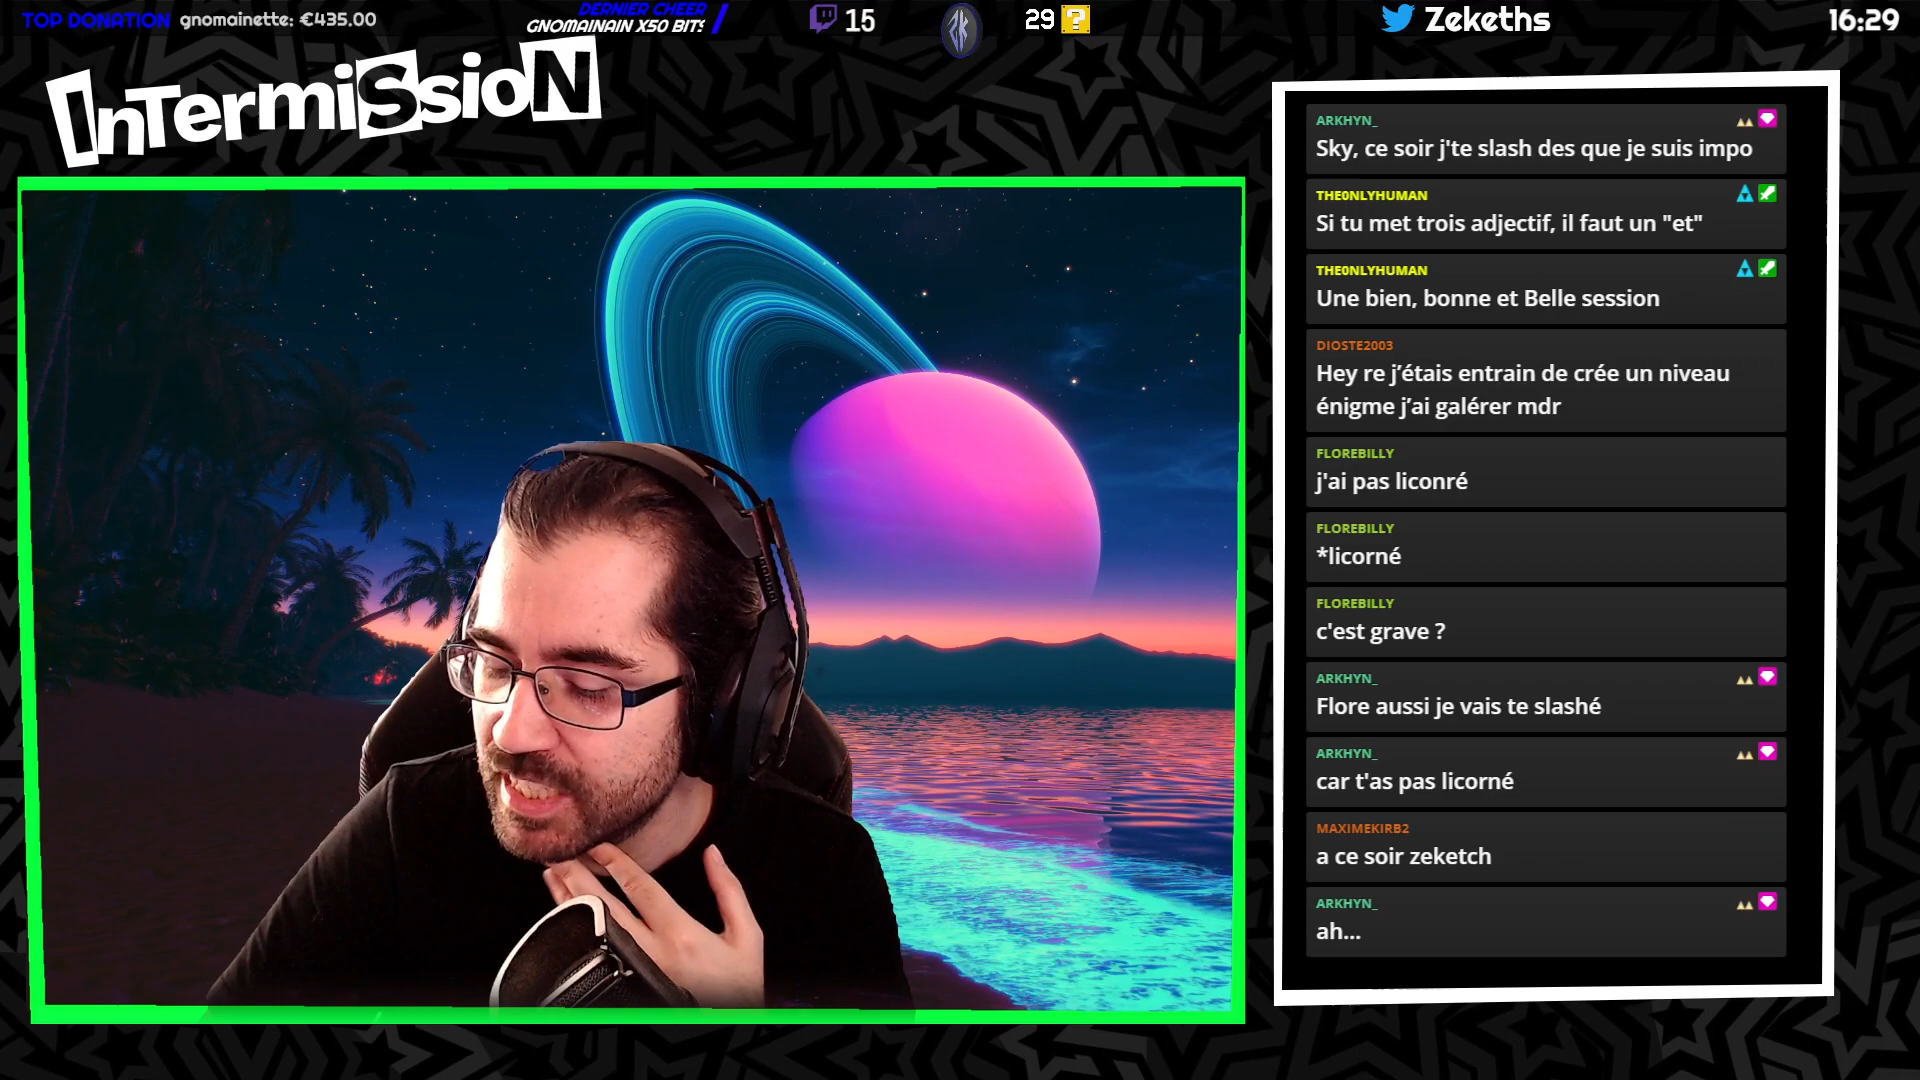 TOP DONATION gnomainette: €435.00
DERNIER CHEER
GNOMAINAIN X50 BITS
15
ZK
29 ?
Zekeths
16:29
InTermiSsioN
ARKHYN_
Sky, ce soir j'te slash des que je suis impo
THE0NLYHUMAN
Si tu met trois adjectif, il faut un "et"
THE0NLYHUMAN
Une bien, bonne et Belle session
DIOSTE2003
Hey re j’étais entrain de crée un niveau
énigme j’ai galérer mdr
FLOREBILLY
j'ai pas liconré
FLOREBILLY
*licorné
FLOREBILLY
c'est grave ?
ARKHYN_
Flore aussi je vais te slashé
ARKHYN_
car t'as pas licorné
MAXIMEKIRB2
a ce soir zeketch
ARKHYN_
ah...